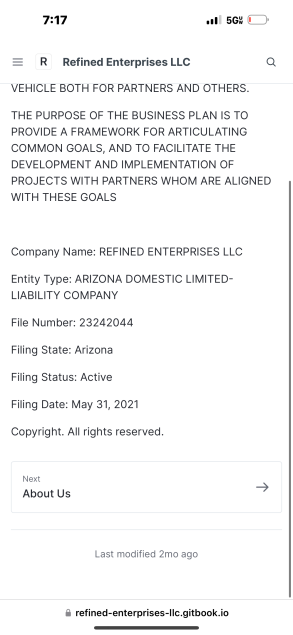 7:17
5G
R
Refined Enterprises LLC
VEHICLE BOTH FOR PARTNERS AND OTHERS.
THE PURPOSE OF THE BUSINESS PLAN IS TO
PROVIDE A FRAMEWORK FOR ARTICULATING
COMMON GOALS, AND TO FACILITATE THE
DEVELOPMENT AND IMPLEMENTATION OF
PROJECTS WITH PARTNERS WHOM ARE ALIGNED
WITH THESE GOALS
Company Name: REFINED ENTERPRISES LLC
Entity Type: ARIZONA DOMESTIC LIMITED-
LIABILITY COMPANY
File Number: 23242044
Filing State: Arizona
Filing Status: Active
Filing Date: May 31, 2021
Copyright. All rights reserved.
Next
About Us
Last modified 2mo ago
refined-enterprises-llc.gitbook.io